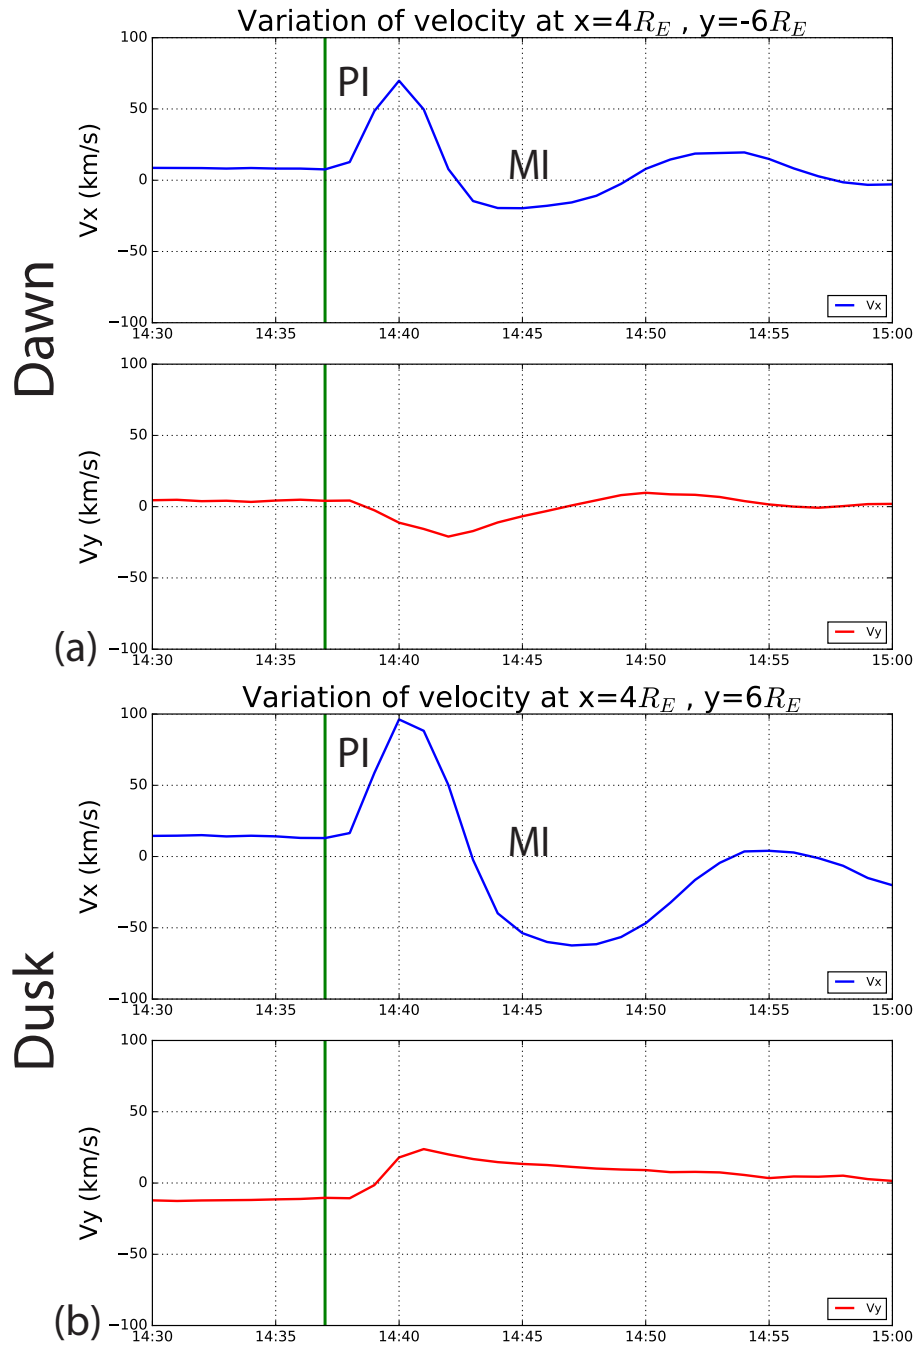 Variation of velocity at x=4R_E , y=-6R_E
100
50
0
−50
−100
Vx (km/s)
PI
MI
Vx
14:30 14:35 14:40 14:45 14:50 14:55 15:00
Dawn
100
50
0
−50
−100
Vy (km/s)
Vy
(a)
14:30 14:35 14:40 14:45 14:50 14:55 15:00
Variation of velocity at x=4R_E , y=6R_E
100
50
0
−50
−100
Vx (km/s)
PI
MI
Vx
14:30 14:35 14:40 14:45 14:50 14:55 15:00
Dusk
100
50
0
−50
−100
Vy (km/s)
Vy
(b)
14:30 14:35 14:40 14:45 14:50 14:55 15:00